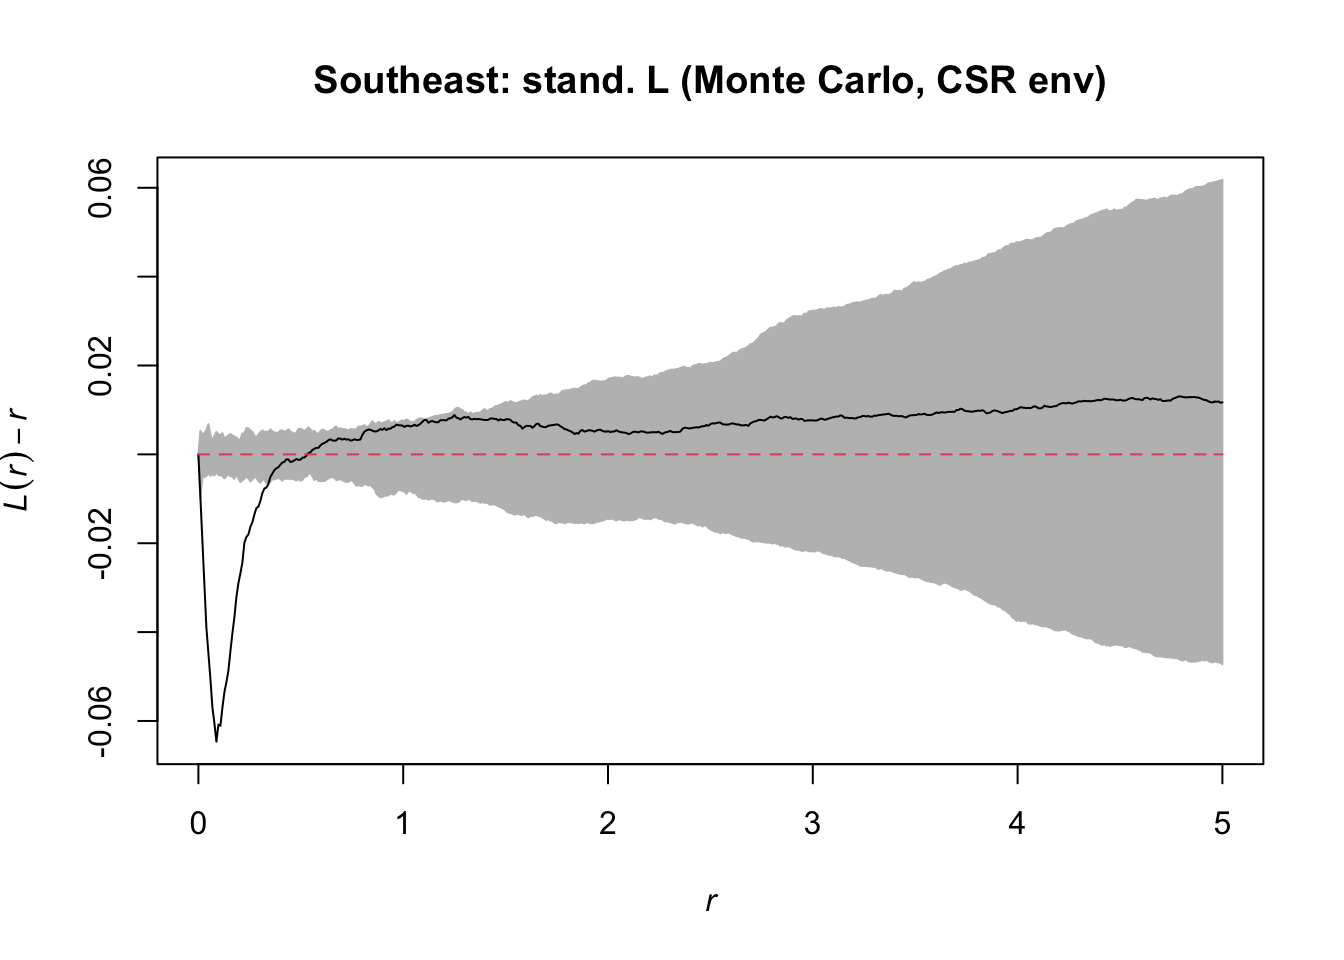 Southeast: stand. L (Monte Carlo, CSR env)
0.06
0.02
-0.02
-0.06
L(r) − r
0 1 2 3 4 5
r